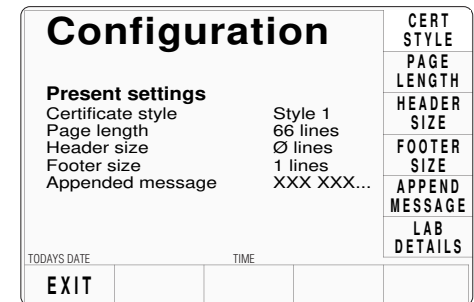 Configuration
Present settings
Certificate style Style 1
Page length 66 lines
Header size Ø lines
Footer size 1 lines
Appended message XXX XXX...
TODAYS DATE TIME
EXIT
CERT
STYLE
PAGE
LENGTH
HEADER
SIZE
FOOTER
SIZE
APPEND
MESSAGE
LAB
DETAILS